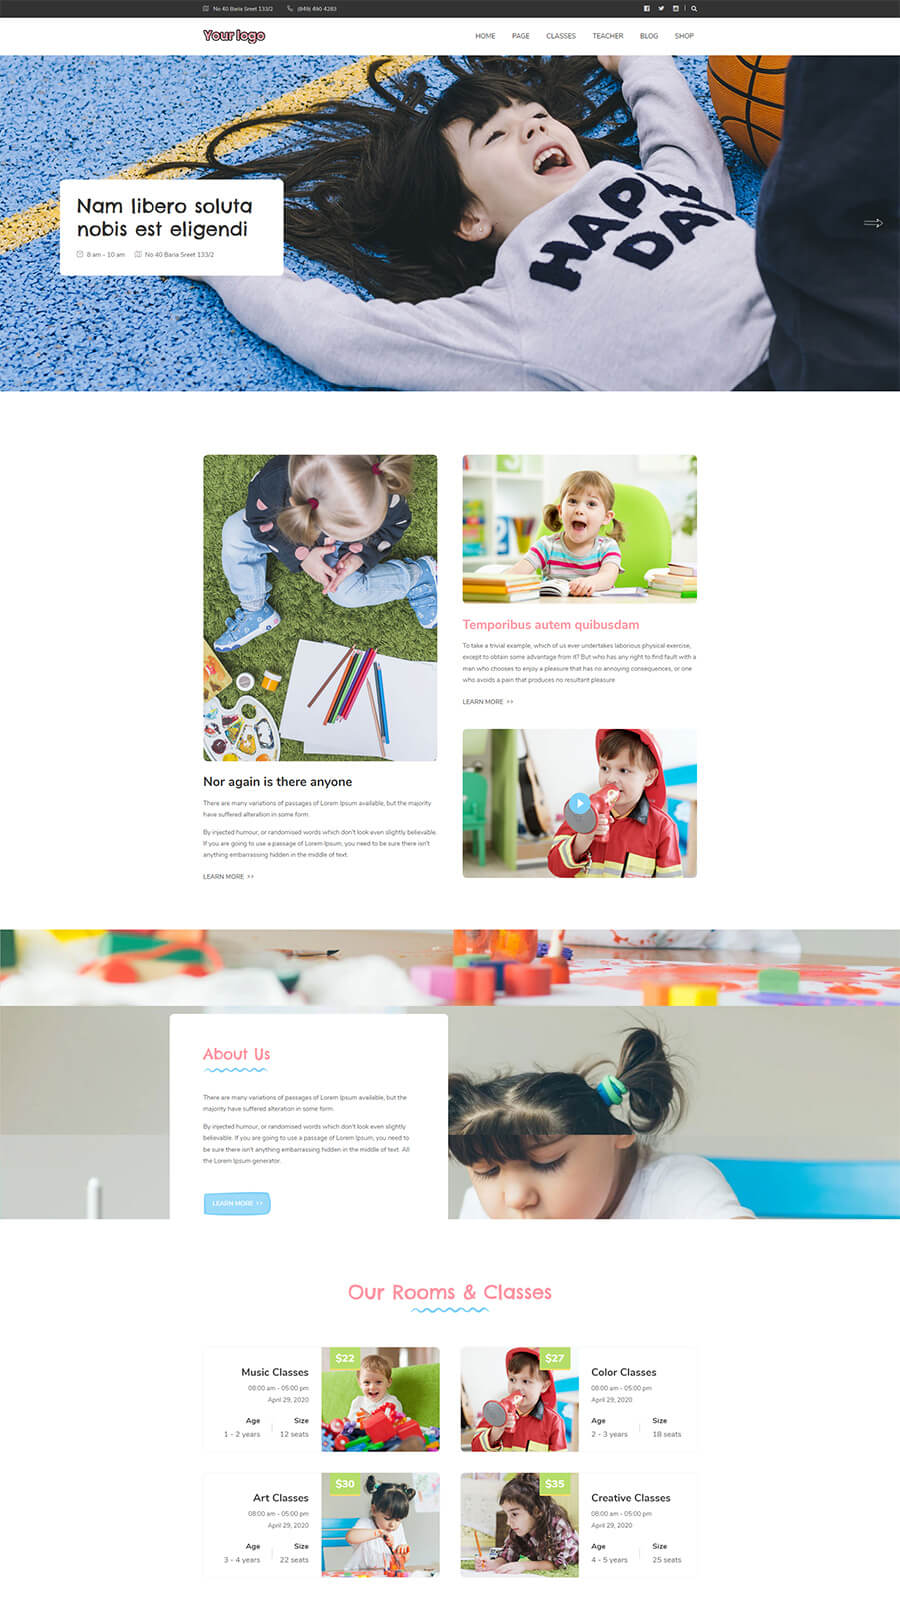 No 40 Baria Sreet 133/2 (949) 490 4283
Your logo
HOME PAGE CLASSES TEACHER BLOG SHOP
HAPPY
DAY
Nam libero soluta
nobis est eligendi
8 am - 10 am No 40 Baria Sreet 133/2
Nor again is there anyone
There are many variations of passages of Lorem Ipsum available, but the majority
have suffered alteration in some form.
By injected humour, or randomised words which don't look even slightly believable.
If you are going to use a passage of Lorem Ipsum, you need to be sure there isn't
anything embarrassing hidden in the middle of text.
LEARN MORE >>
Temporibus autem quibusdam
To take a trivial example, which of us ever undertakes laborious physical exercise,
except to obtain some advantage from it? But who has any right to find fault with a
man who chooses to enjoy a pleasure that has no annoying consequences, or one
who avoids a pain that produces no resultant pleasure
LEARN MORE >>
About Us
There are many variations of passages of Lorem Ipsum available, but the
majority have suffered alteration in some form.
By injected humour, or randomised words which don't look even slightly
believable. If you are going to use a passage of Lorem Ipsum, you need to
be sure there isn't anything embarrassing hidden in the middle of text. All
the Lorem Ipsum generator.
LEARN MORE >>
Our Rooms & Classes
Music Classes
08:00 am - 05:00 pm
April 29, 2020
Age Size
1 - 2 years 12 seats
$22
$27
Color Classes
08:00 am - 05:00 pm
April 29, 2020
Age Size
2 - 3 years 18 seats
Art Classes
08:00 am - 05:00 pm
April 29, 2020
Age Size
3 - 4 years 22 seats
$30
$35
Creative Classes
08:00 am - 05:00 pm
April 29, 2020
Age Size
4 - 5 years 25 seats